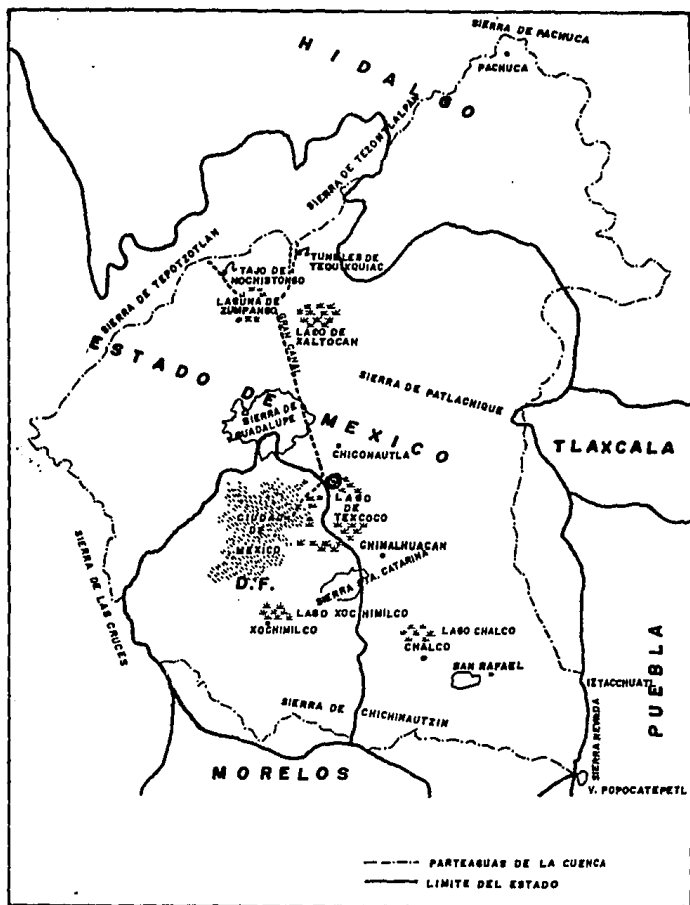 SIERRA DE PACHUCA
PACHUCA
HIDALGO
SIERRA DE TEZONTLALPAN
SIERRA DE TEPOTZOTLAN
TUNELES DE
TEQUIXQUIAC
TAJO DE
NOCHISTONGO
LAGUNA DE
ZUMPANGO
GRAN CANAL
LAGO DE
XALTOCAN
ESTADO DE MEXICO
SIERRA DE PATLACHIQUE
SIERRA DE
GUADALUPE
CHICONAUTLA
TLAXCALA
LAGO
DE
TEXCOCO
CIUDAD
DE
MEXICO
CHIMALHUACAN
SIERRA STA. CATARINA
D.F.
SIERRA DE LAS CRUCES
LAGO XOCHIMILCO
XOCHIMILCO
LAGO CHALCO
CHALCO
SAN RAFAEL
PUEBLA
IZTACCHUATL
SIERRA DE CHICHINAUTZIN
SIERRA NEVADA
MORELOS
V. POPOCATEPETL
PARTEAGUAS DE LA CUENCA
LIMITE DEL ESTADO